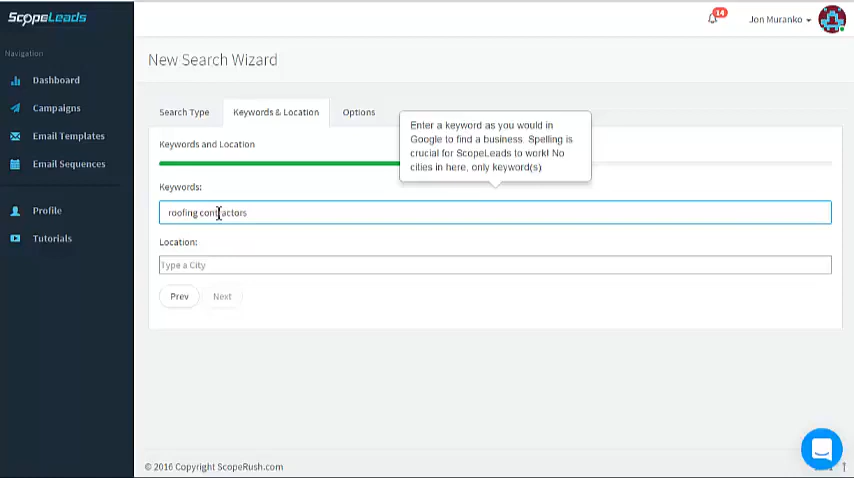 ScopeLeads
14
Jon Muranko
Navigation
Dashboard
Campaigns
Email Templates
Email Sequences
Profile
Tutorials
New Search Wizard
Search Type
Keywords & Location
Options
Enter a keyword as you would in
Google to find a business. Spelling is
crucial for ScopeLeads to work! No
cities in here, only keyword(s)
Keywords and Location
Keywords:
roofing contractors
Location:
Type a City
Prev
Next
© 2016 Copyright ScopeRush.com